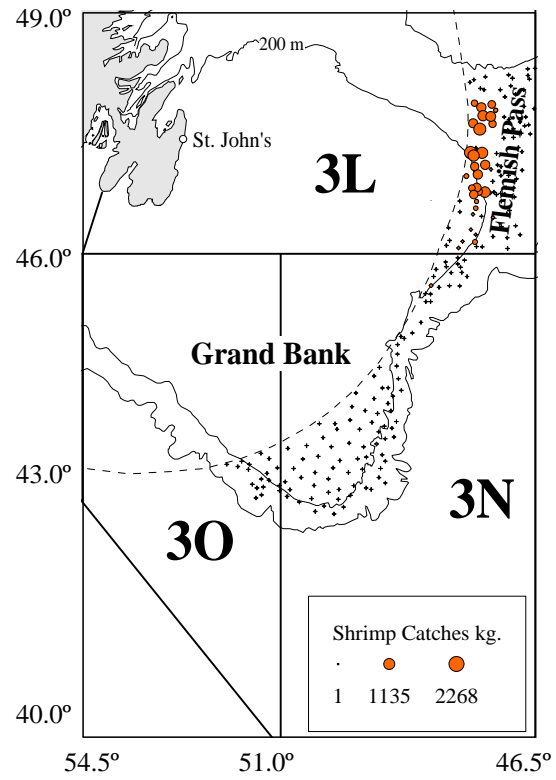 49.0º
200 m
St. John's
3L
Flemish Pass
46.0º
Grand Bank
43.0º
3O
3N
Shrimp Catches kg.
1 1135 2268
40.0º
54.5º 51.0º 46.5º